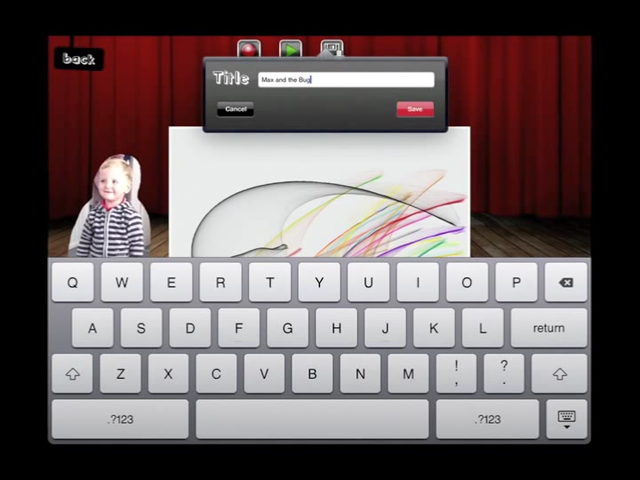 back
Title Max and the Bug
Cancel Save
Q W E R T Y U I O P
A S D F G H J K L return
Z X C V B N M ! , ? .
.?123 .?123